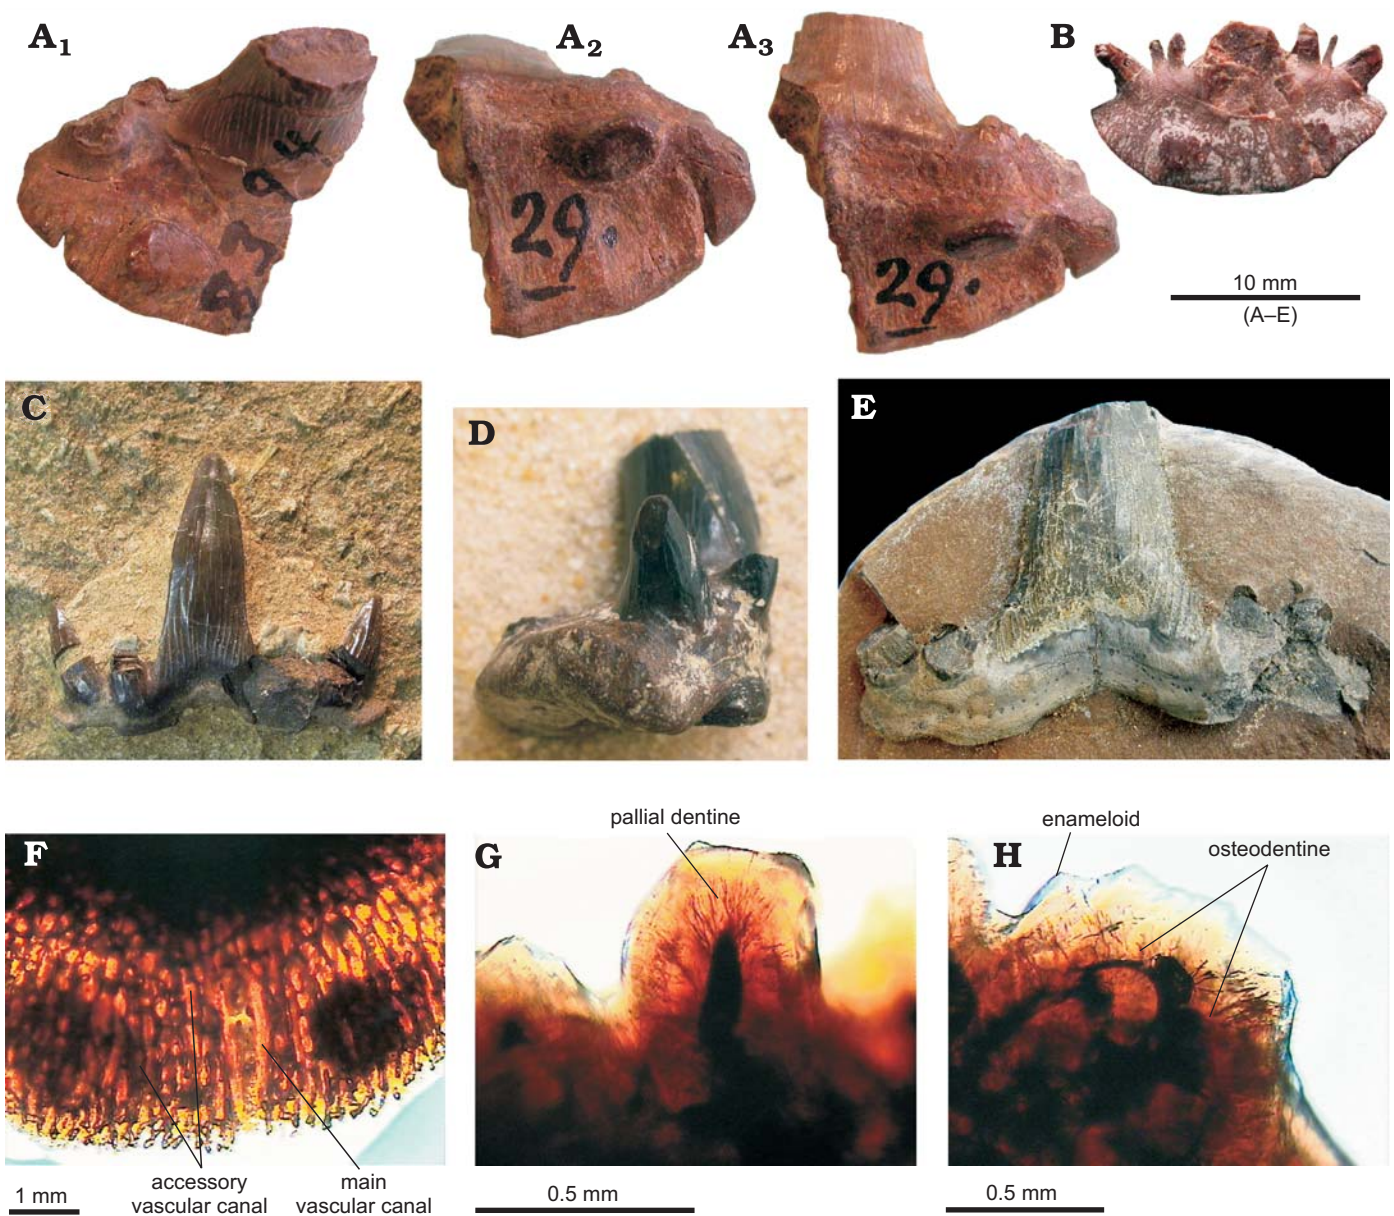 A1
A2
A3
B
29.
29.
10 mm
(A–E)
C
D
E
pallial dentine
enameloid
F
G
H
osteodentine
accessory
vascular canal
main
vascular canal
1 mm
0.5 mm
0.5 mm